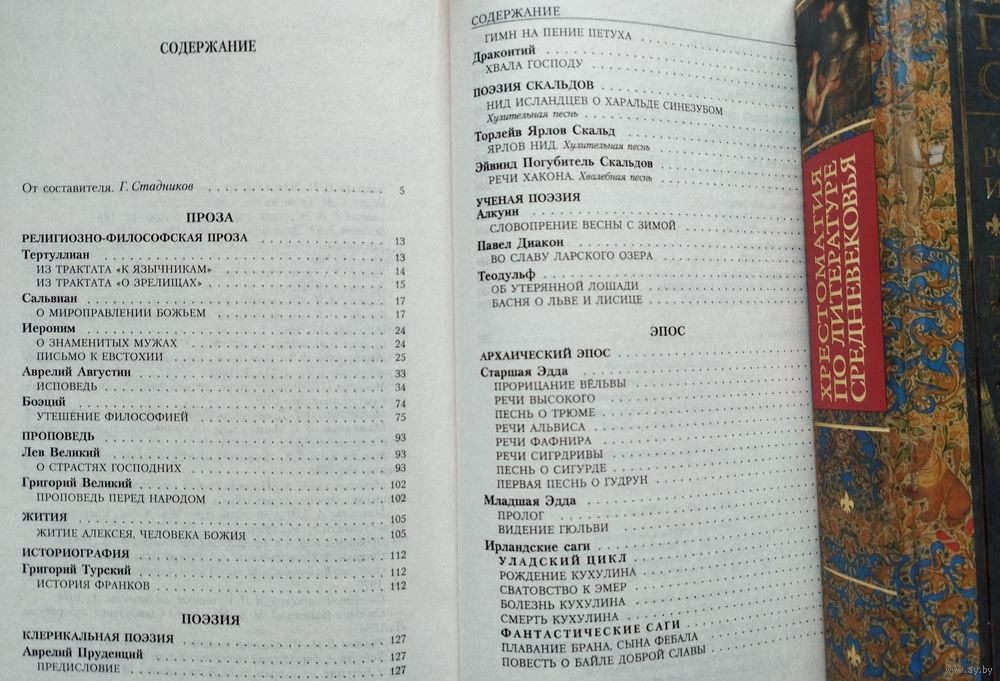 СОДЕРЖАНИЕ
От составителя. Г. Стадников 5
ПРОЗА
РЕЛИГИОЗНО-ФИЛОСОФСКАЯ ПРОЗА 13
Тертуллиан 13
ИЗ ТРАКТАТА «К ЯЗЫЧНИКАМ» 14
ИЗ ТРАКТАТА «О ЗРЕЛИЩАХ» 15
Сальвиан 17
О МИРОПРАВЛЕНИИ БОЖЬЕМ 17
Иероним 24
О ЗНАМЕНИТЫХ МУЖАХ 24
ПИСЬМО К ЕВСТОХИИ 25
Аврелий Августин 33
ИСПОВЕДЬ 34
Боэций 74
УТЕШЕНИЕ ФИЛОСОФИЕЙ 75
ПРОПОВЕДЬ 93
Лев Великий 93
О СТРАСТЯХ ГОСПОДНИХ 93
Григорий Великий 102
ПРОПОВЕДЬ ПЕРЕД НАРОДОМ 102
ЖИТИЯ 105
ЖИТИЕ АЛЕКСЕЯ, ЧЕЛОВЕКА БОЖИЯ 105
ИСТОРИОГРАФИЯ 112
Григорий Турский 112
ИСТОРИЯ ФРАНКОВ 112
ПОЭЗИЯ
КЛЕРИКАЛЬНАЯ ПОЭЗИЯ 127
Аврелий Пруденций 127
ПРЕДИСЛОВИЕ 127
СОДЕРЖАНИЕ
ГИМН НА ПЕНИЕ ПЕТУХА
Драконтий
ХВАЛА ГОСПОДУ
ПОЭЗИЯ СКАЛЬДОВ
НИД ИСЛАНДЦЕВ О ХАРАЛЬДЕ СИНЕЗУБОМ
Хулительная песнь
Торлейв Ярлов Скальд
ЯРЛОВ НИД. Хулительная песнь
Эйвинд Погубитель Скальдов
РЕЧИ ХАКОНА. Хвалебная песнь
УЧЕНАЯ ПОЭЗИЯ
Алкуин
СЛОВОПРЕНИЕ ВЕСНЫ С ЗИМОЙ
Павел Диакон
ВО СЛАВУ ЛАРСКОГО ОЗЕРА
Теодульф
ОБ УТЕРЯННОЙ ЛОШАДИ
БАСНЯ О ЛЬВЕ И ЛИСИЦЕ
ЭПОС
АРХАИЧЕСКИЙ ЭПОС
Старшая Эдда
ПРОРИЦАНИЕ ВЁЛЬВЫ
РЕЧИ ВЫСОКОГО
ПЕСНЬ О ТРЮМЕ
РЕЧИ АЛЬВИСА
РЕЧИ ФАФНИРА
РЕЧИ СИГРДРИВЫ
ПЕСНЬ О СИГУРДЕ
ПЕРВАЯ ПЕСНЬ О ГУДРУН
Младшая Эдда
ПРОЛОГ
ВИДЕНИЕ ГЮЛЬВИ
Ирландские саги
УЛАДСКИЙ ЦИКЛ
РОЖДЕНИЕ КУХУЛИНА
СВАТОВСТВО К ЭМЕР
БОЛЕЗНЬ КУХУЛИНА
СМЕРТЬ КУХУЛИНА
ФАНТАСТИЧЕСКИЕ САГИ
ПЛАВАНИЕ БРАНА, СЫНА ФЕБАЛА
ПОВЕСТЬ О БАЙЛЕ ДОБРОЙ СЛАВЫ
ХРЕСТОМАТИЯ
ПО ЛИТЕРАТУРЕ
СРЕДНЕВЕКОВЬЯ
www.ay.by